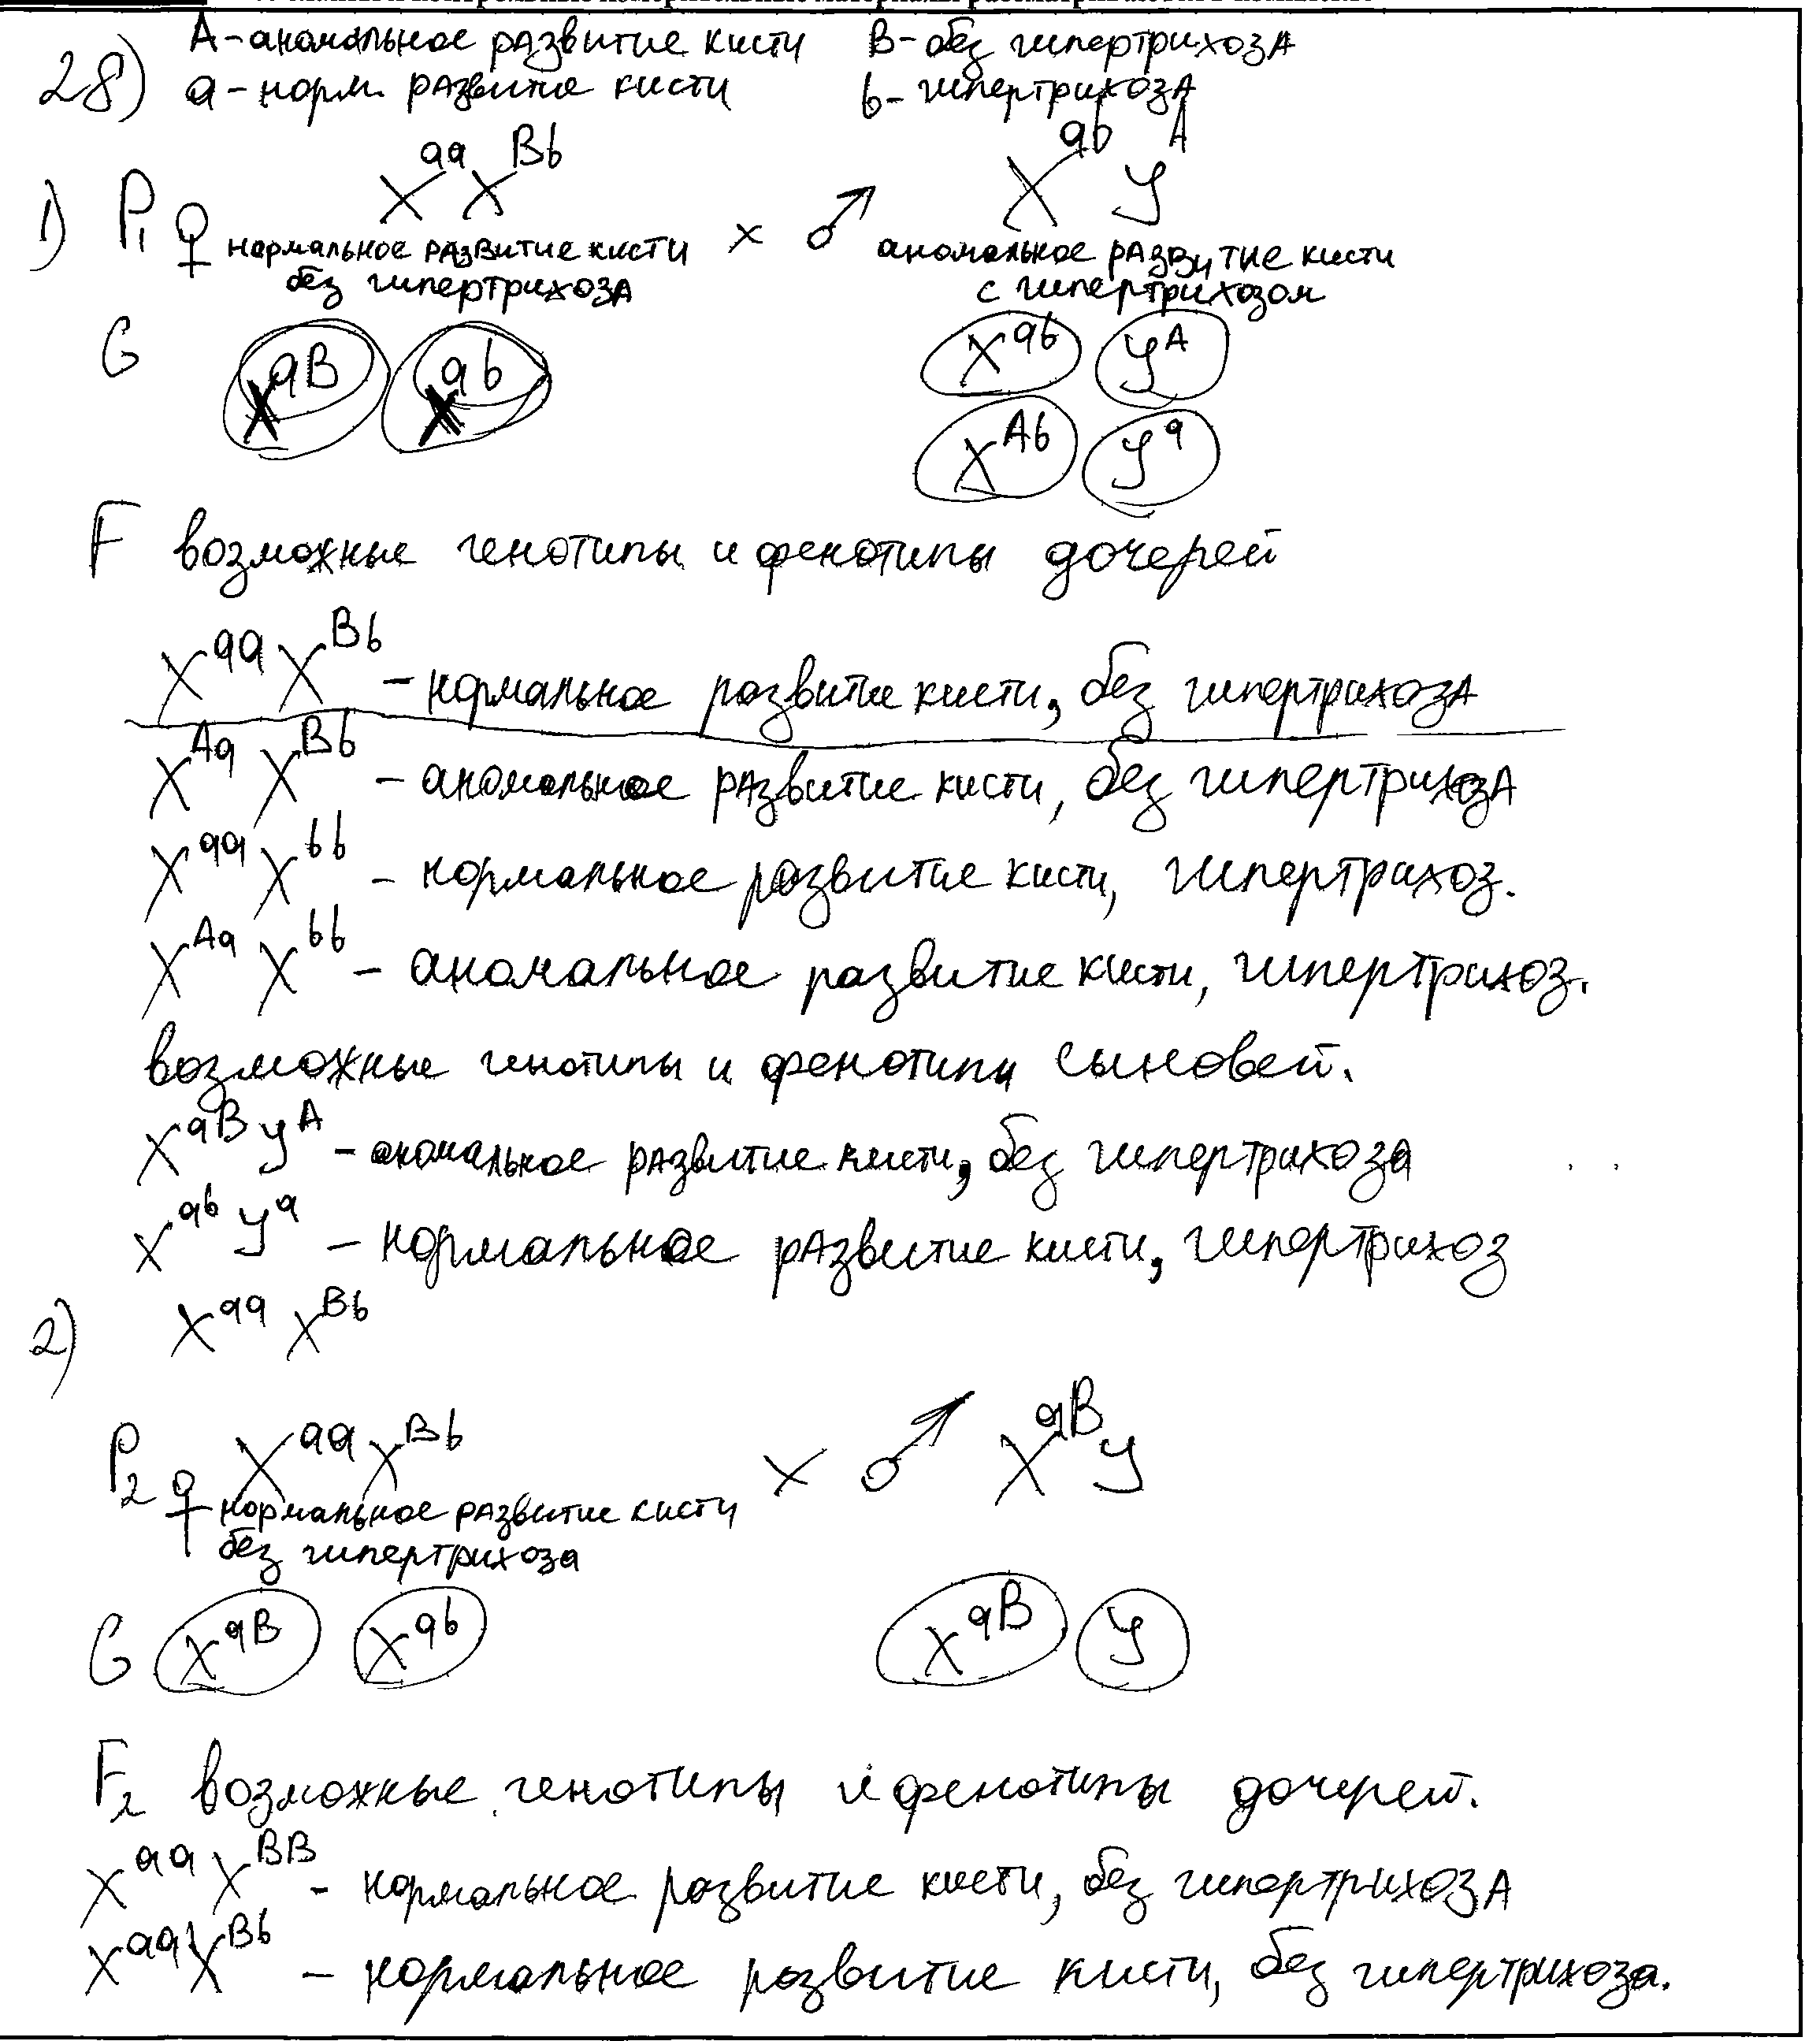 28) А-аномальное развитие кисти В-без гипертрихоза
а-норм. развитие кисти b- гипертрихоза
1) P₁ ♀ X^aa X^Bb × ♂ X^ab Y^A
нормальное развитие кисти аномальное развитие кисти
без гипертрихоза с гипертрихозом
G X^aB X^ab X^ab Y^A
X^Ab Y^a
F возможные генотипы и фенотипы дочерей
X^aa X^Bb - нормальное развитие кисти, без гипертрихоза
X^Aa X^Bb - аномальное развитие кисти, без гипертрихоза
X^aa X^bb - нормальное развитие кисти, гипертрихоз.
X^Aa X^bb - аномальное развитие кисти, гипертрихоз.
возможные генотипы и фенотипы сыновей.
X^aB Y^A - аномальное развитие кисти, без гипертрихоза
X^ab Y^a - нормальное развитие кисти, гипертрихоз
2) X^aa X^Bb
P₂ ♀ X^aa X^Bb × ♂ X^aB Y
нормальное развитие кисти
без гипертрихоза
G X^aB X^ab X^aB Y
F₂ возможные генотипы и фенотипы дочерей.
X^aa X^BB - нормальное развитие кисти, без гипертрихоза
X^aa X^Bb - нормальное развитие кисти, без гипертрихоза.